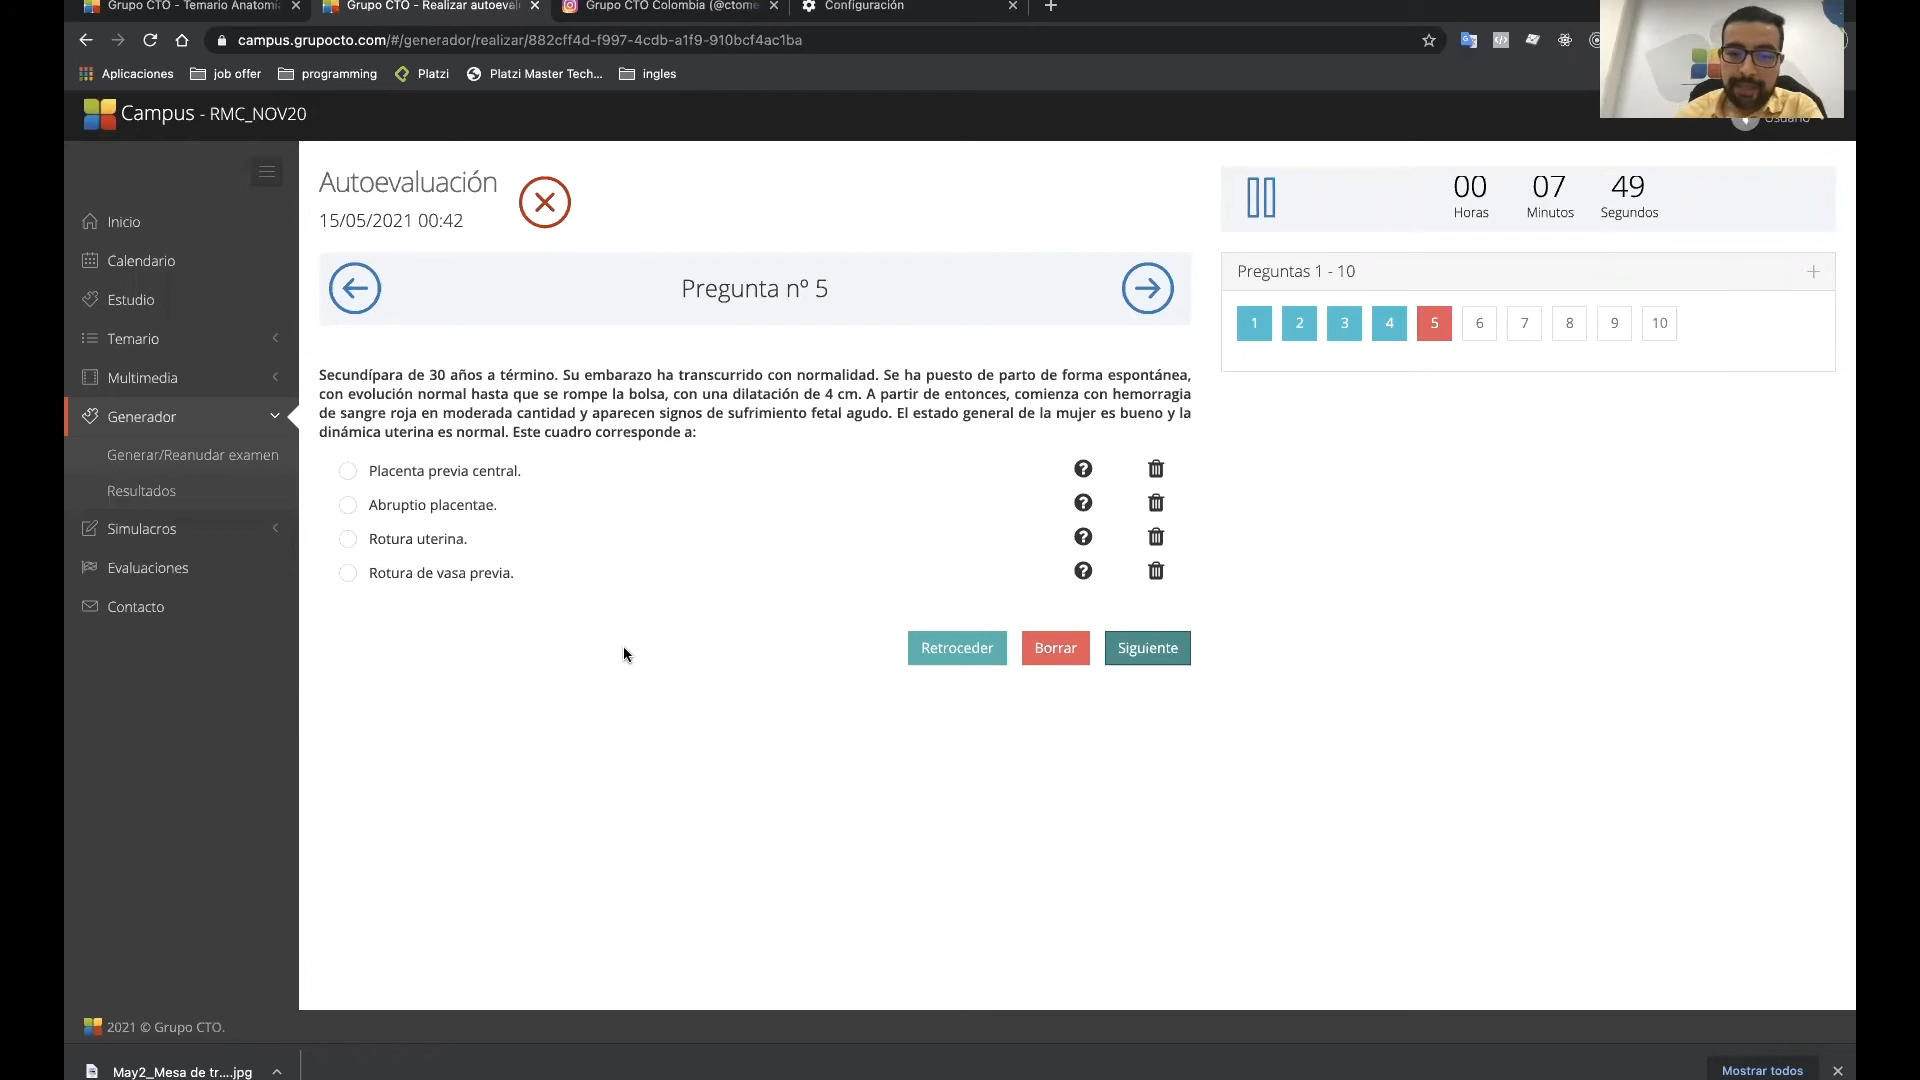 Grupo CTO - Temario Anatomí
Grupo CTO - Realizar autoeval
Grupo CTO Colombia (@ctome
Configuración
campus.grupocto.com/#/generador/realizar/882cff4d-f997-4cdb-a1f9-910bcf4ac1ba
Aplicaciones
job offer
programming
Platzi
Platzi Master Tech...
ingles
Campus - RMC_NOV20
Usuario
Autoevaluación
15/05/2021 00:42
00 07 49
Horas Minutos Segundos
Inicio
Calendario
Estudio
Temario
Multimedia
Generador
Generar/Reanudar examen
Resultados
Simulacros
Evaluaciones
Contacto
Pregunta nº 5
Preguntas 1 - 10
1 2 3 4 5 6 7 8 9 10
Secundípara de 30 años a término. Su embarazo ha transcurrido con normalidad. Se ha puesto de parto de forma espontánea,
con evolución normal hasta que se rompe la bolsa, con una dilatación de 4 cm. A partir de entonces, comienza con hemorragia
de sangre roja en moderada cantidad y aparecen signos de sufrimiento fetal agudo. El estado general de la mujer es bueno y la
dinámica uterina es normal. Este cuadro corresponde a:
Placenta previa central.
Abruptio placentae.
Rotura uterina.
Rotura de vasa previa.
Retroceder
Borrar
Siguiente
2021 © Grupo CTO.
May2_Mesa de tr....jpg
Mostrar todos